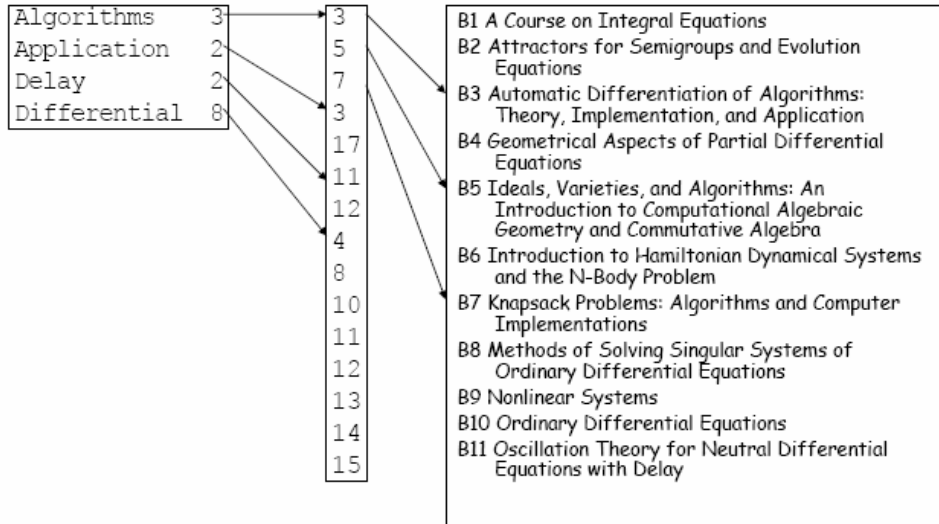 Algorithms 3
Application 2
Delay 2
Differential 8
3
5
7
3
17
11
12
4
8
10
11
12
13
14
15
B1 A Course on Integral Equations
B2 Attractors for Semigroups and Evolution
Equations
B3 Automatic Differentiation of Algorithms:
Theory, Implementation, and Application
B4 Geometrical Aspects of Partial Differential
Equations
B5 Ideals, Varieties, and Algorithms: An
Introduction to Computational Algebraic
Geometry and Commutative Algebra
B6 Introduction to Hamiltonian Dynamical Systems
and the N-Body Problem
B7 Knapsack Problems: Algorithms and Computer
Implementations
B8 Methods of Solving Singular Systems of
Ordinary Differential Equations
B9 Nonlinear Systems
B10 Ordinary Differential Equations
B11 Oscillation Theory for Neutral Differential
Equations with Delay